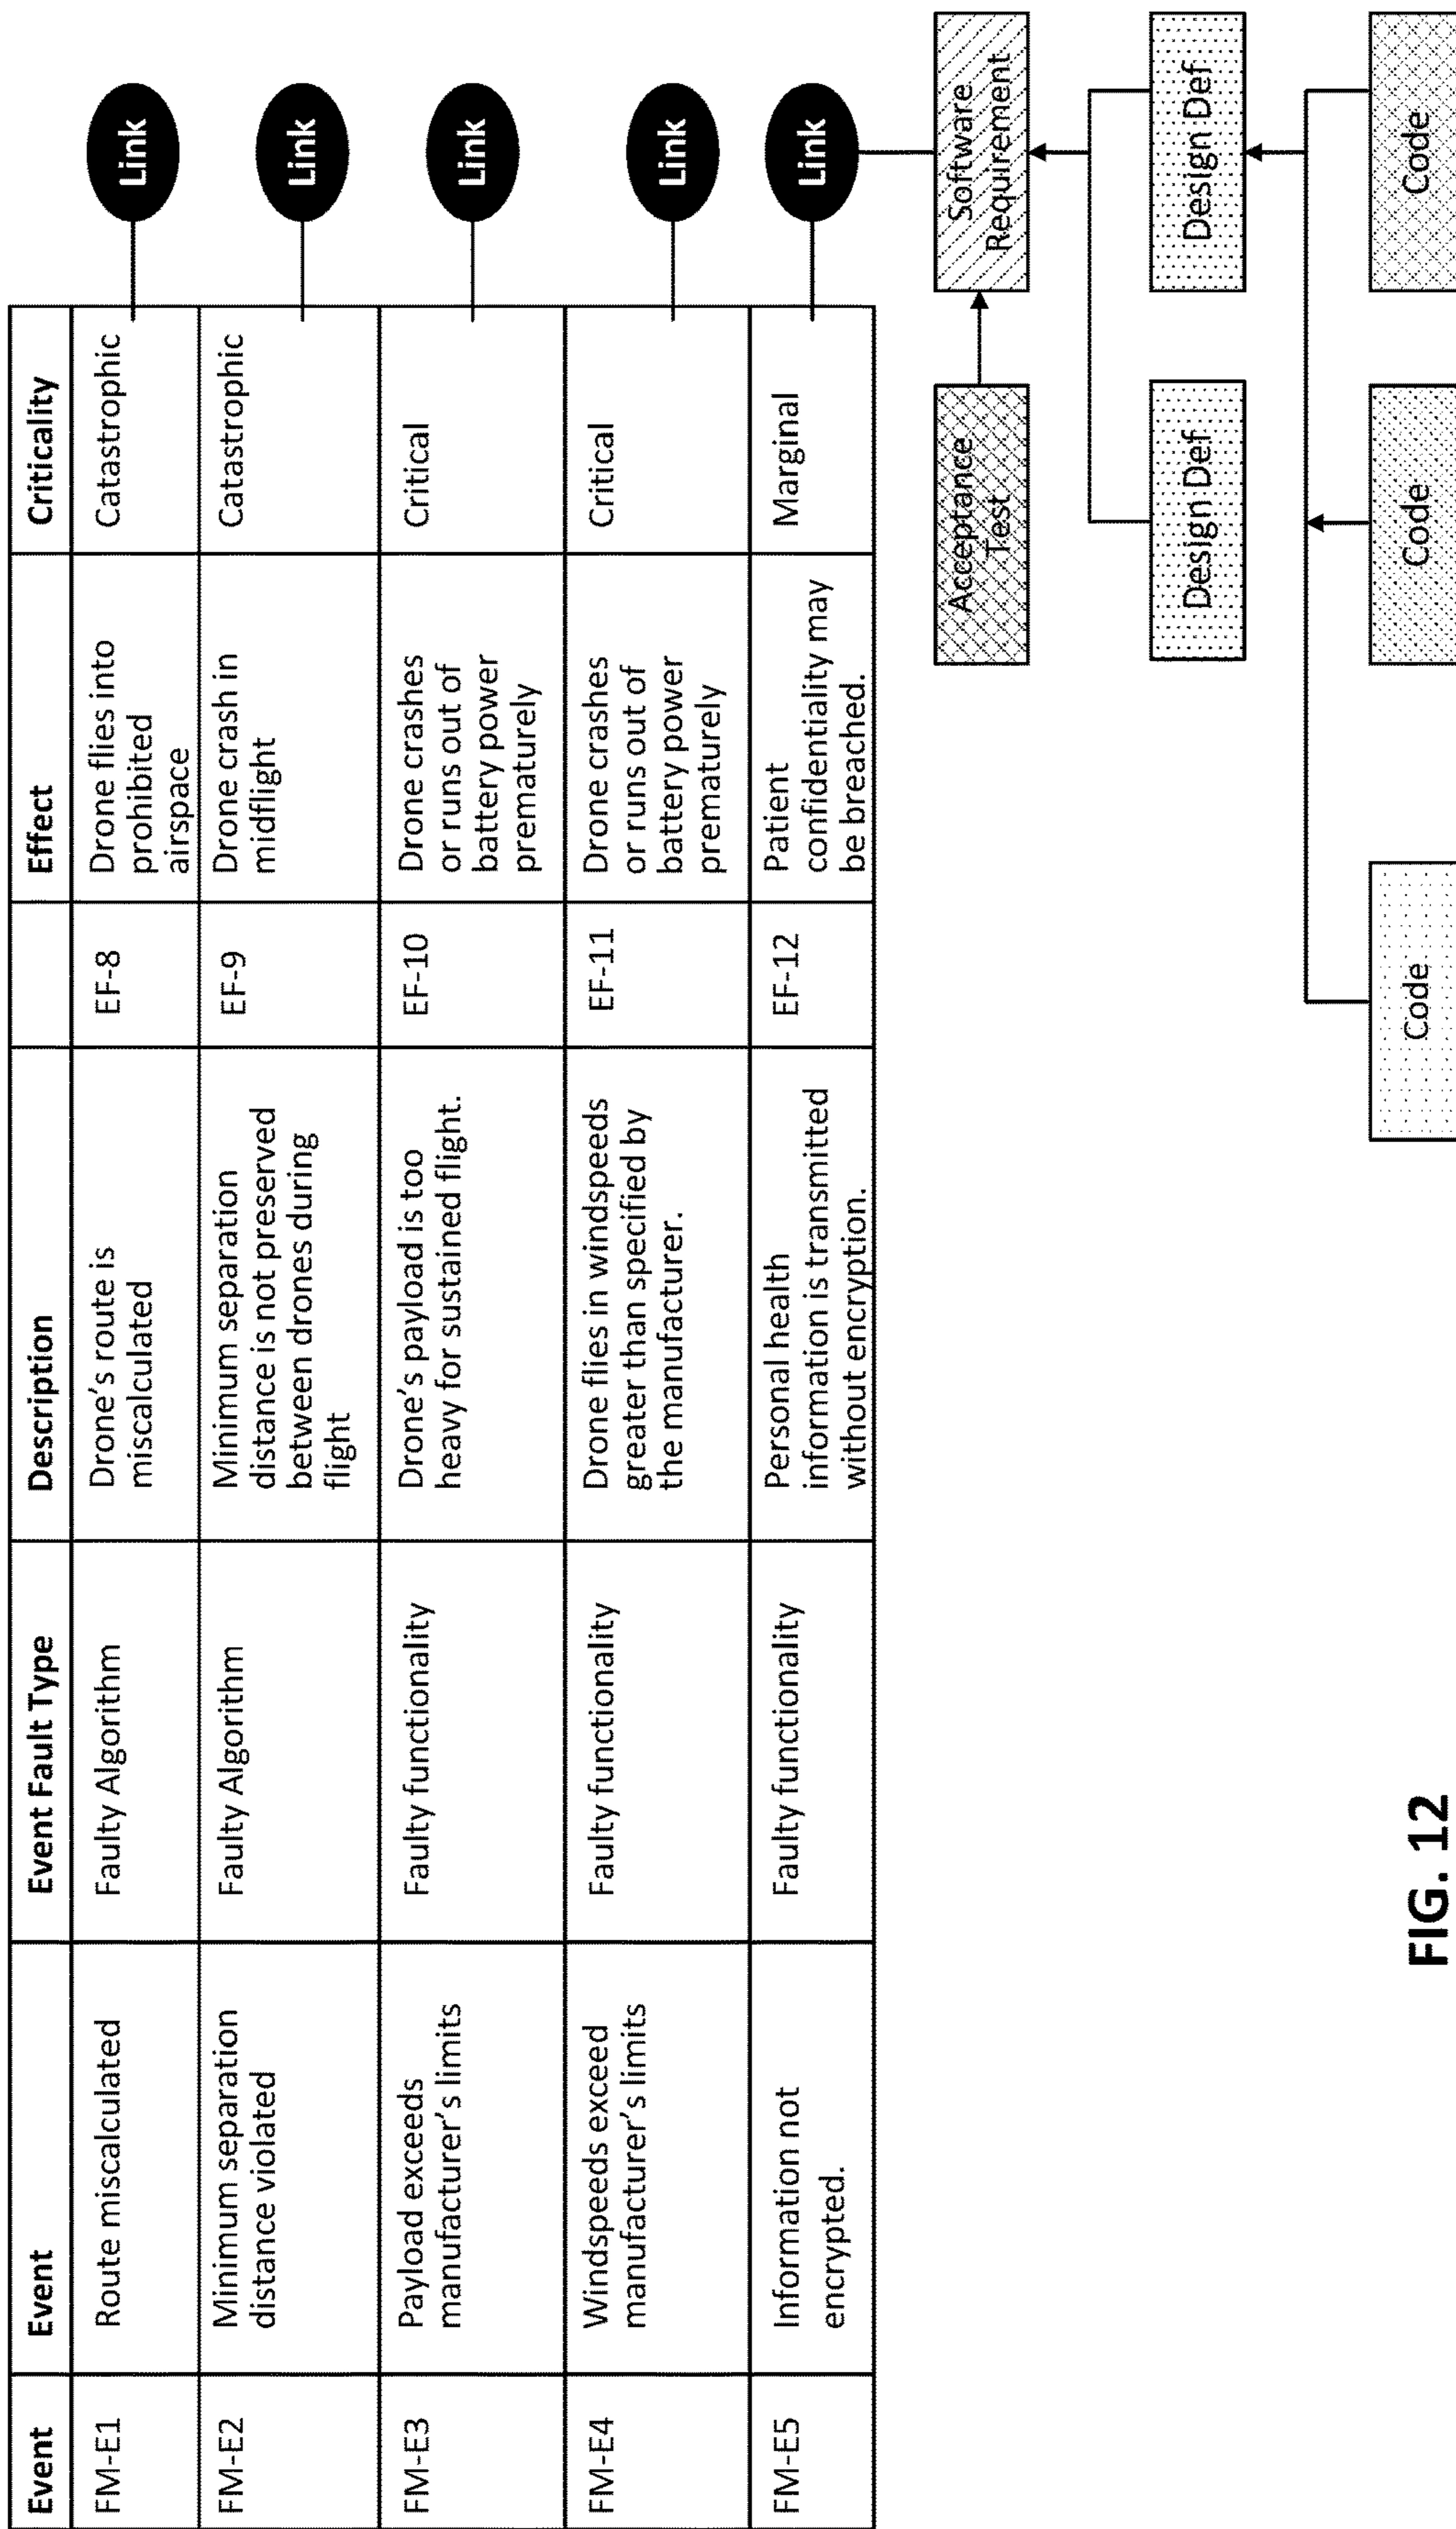 Event
Event
Event Fault Type
Description
Effect
Criticality
FM-E1
Route miscalculated
Faulty Algorithm
Drone's route is
miscalculated
EF-8
Drone flies into
prohibited
airspace
Catastrophic
Link
FM-E2
Minimum separation
distance violated
Faulty Algorithm
Minimum separation
distance is not preserved
between drones during
flight
EF-9
Drone crash in
midflight
Catastrophic
Link
FM-E3
Payload exceeds
manufacturer's limits
Faulty functionality
Drone's payload is too
heavy for sustained flight.
EF-10
Drone crashes
or runs out of
battery power
prematurely
Critical
Link
FM-E4
Windspeeds exceed
manufacturer's limits
Faulty functionality
Drone flies in windspeeds
greater than specified by
the manufacturer.
EF-11
Drone crashes
or runs out of
battery power
prematurely
Critical
Link
FM-E5
Information not
encrypted.
Faulty functionality
Personal health
information is transmitted
without encryption.
EF-12
Patient
confidentiality may
be breached.
Marginal
Link
Acceptance
Test
Software
Requirement
Design Def
Design Def
Code
Code
Code
FIG. 12